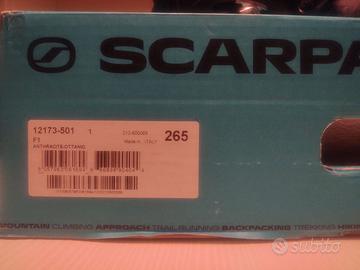 SCARPA
12173-501 1
Made in ITALY
265
F1
ANTHRACITE/OTTANIO
MOUNTAIN CLIMBING APPROACH TRAIL RUNNING BACKPACKING TREKKING HIK
subito